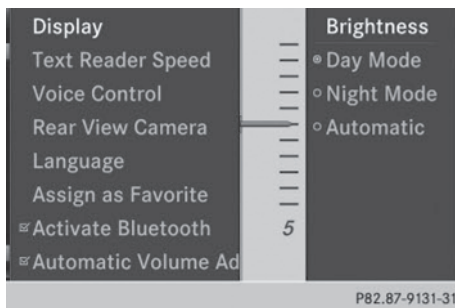 Display
Text Reader Speed
Voice Control
Rear View Camera
Language
Assign as Favorite
Activate Bluetooth
Automatic Volume Ad
5
Brightness
Day Mode
Night Mode
Automatic
P82.87-9131-31